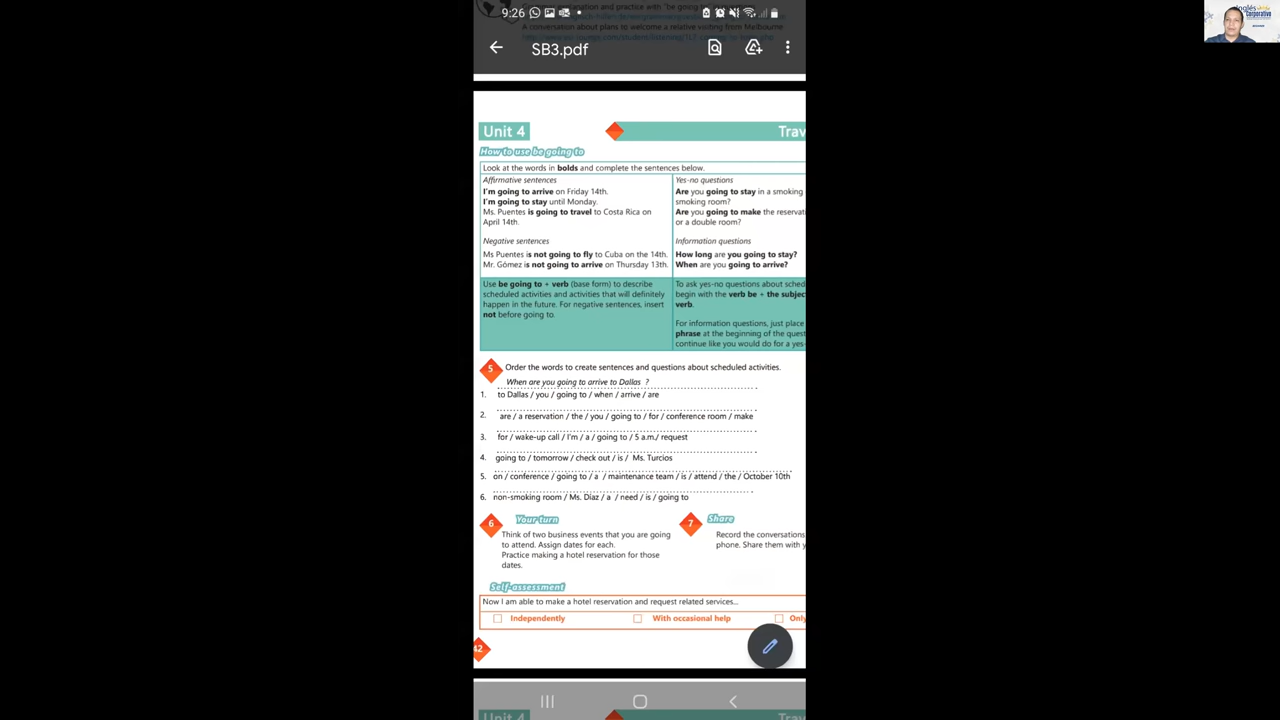 9:26
A conversation about plans to welcome a relative visiting from Melbourne
SB3.pdf
Unit 4
Trav
How to use be going to
Look at the words in bolds and complete the sentences below.
Affirmative sentences
I'm going to arrive on Friday 14th.
I'm going to stay until Monday.
Ms. Puentes is going to travel to Costa Rica on
April 14th.
Negative sentences
Ms Puentes is not going to fly to Cuba on the 14th.
Mr. Gómez is not going to arrive on Thursday 13th.
Yes-no questions
Are you going to stay in a smoking
smoking room?
Are you going to make the reservat
or a double room?
Information questions
How long are you going to stay?
When are you going to arrive?
Use be going to + verb (base form) to describe
scheduled activities and activities that will definitely
happen in the future. For negative sentences, insert
not before going to.
To ask yes-no questions about sched
begin with the verb be + the subjec
verb.
For information questions, just place
phrase at the beginning of the quest
continue like you would do for a yes-
5 Order the words to create sentences and questions about scheduled activities.
When are you going to arrive to Dallas ?
1. to Dallas / you / going to / when / arrive / are
2. are / a reservation / the / you / going to / for / conference room / make
3. for / wake-up call / I'm / a / going to / 5 a.m./ request
4. going to / tomorrow / check out / is / Ms. Turcios
5. on / conference / going to / a / maintenance team / is / attend / the / October 10th
6. non-smoking room / Ms. Díaz / a / need / is / going to
6 Your turn
Think of two business events that you are going
to attend. Assign dates for each.
Practice making a hotel reservation for those
dates.
7 Share
Record the conversations
phone. Share them with y
Self-assessment
Now I am able to make a hotel reservation and request related services...
Independently
With occasional help
Only
42
Unit 4
Trav
inglés
Corporativo